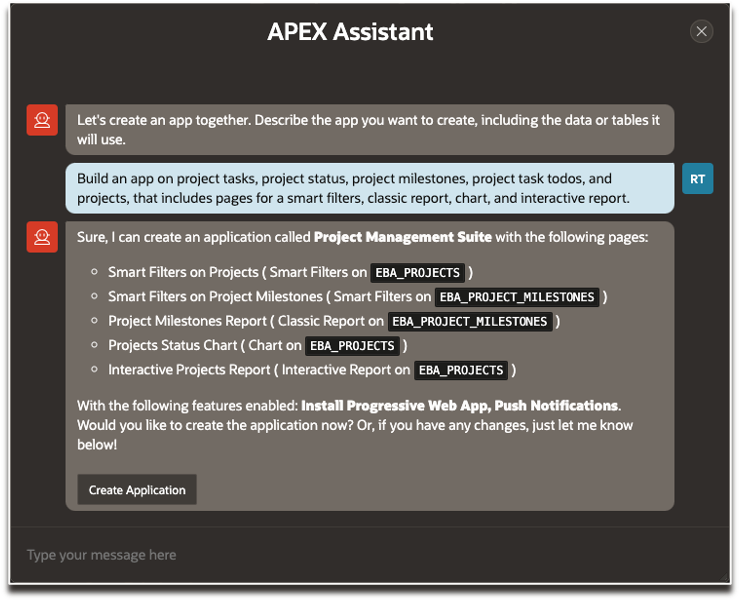 APEX Assistant
Let's create an app together. Describe the app you want to create, including the data or tables it
will use.
Build an app on project tasks, project status, project milestones, project task todos, and
projects, that includes pages for a smart filters, classic report, chart, and interactive report.
RT
Sure, I can create an application called Project Management Suite with the following pages:
Smart Filters on Projects ( Smart Filters on EBA_PROJECTS )
Smart Filters on Project Milestones ( Smart Filters on EBA_PROJECT_MILESTONES )
Project Milestones Report ( Classic Report on EBA_PROJECT_MILESTONES )
Projects Status Chart ( Chart on EBA_PROJECTS )
Interactive Projects Report ( Interactive Report on EBA_PROJECTS )
With the following features enabled: Install Progressive Web App, Push Notifications.
Would you like to create the application now? Or, if you have any changes, just let me know
below!
Create Application
Type your message here